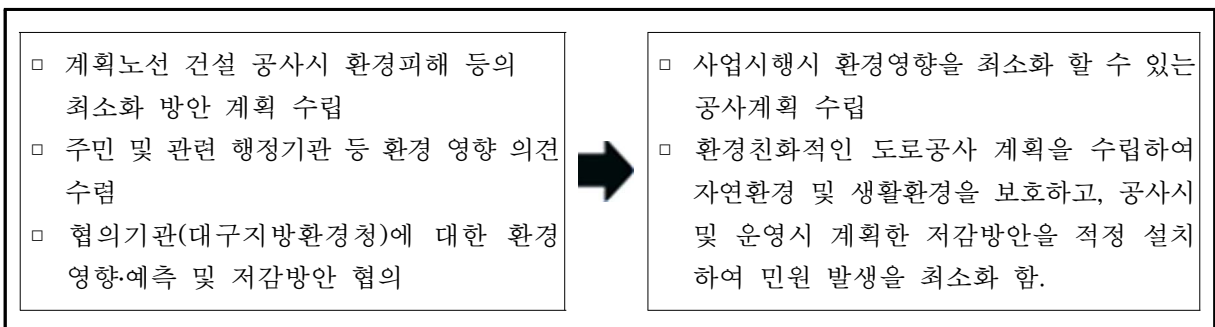 □ 계획노선 건설 공사시 환경피해 등의
최소화 방안 계획 수립
□ 주민 및 관련 행정기관 등 환경 영향 의견
수렴
□ 협의기관(대구지방환경청)에 대한 환경
영향·예측 및 저감방안 협의
□ 사업시행시 환경영향을 최소화 할 수 있는
공사계획 수립
□ 환경친화적인 도로공사 계획을 수립하여
자연환경 및 생활환경을 보호하고, 공사시
및 운영시 계획한 저감방안을 적정 설치
하여 민원 발생을 최소화 함.